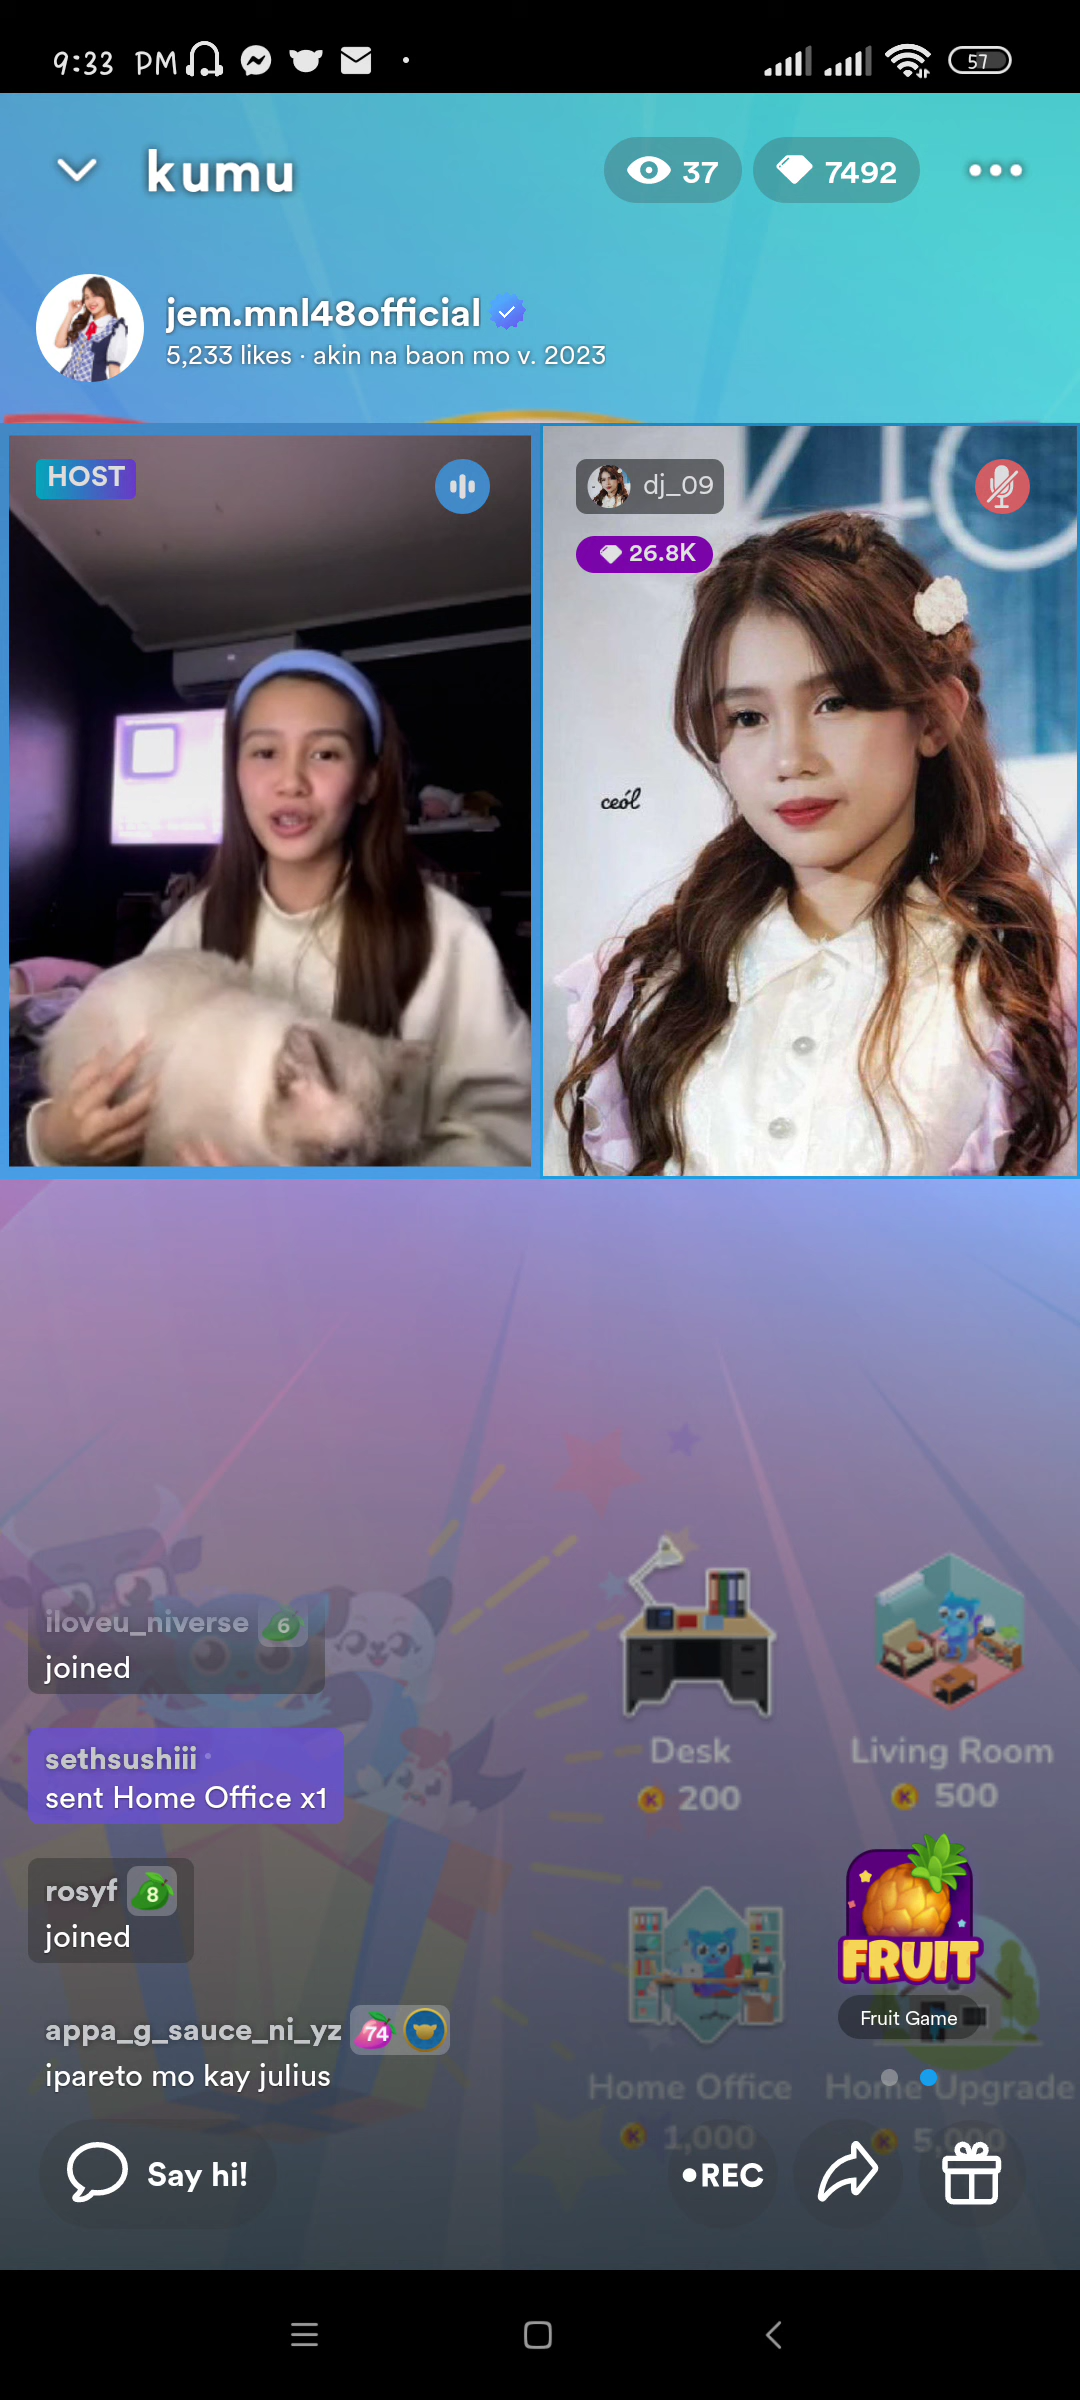 9:33 PM
57
kumu
37
7492
jem.mnl48official
5,233 likes · akin na baon mo v. 2023
HOST
dj_09
26.8K
ceól
iloveu_niverse 6
joined
sethsushiii
sent Home Office x1
rosyf 8
joined
appa_g_sauce_ni_yz 74
ipareto mo kay julius
Desk
200
Living Room
500
FRUIT
Fruit Game
Home Office
1,000
Home Upgrade
Say hi!
REC